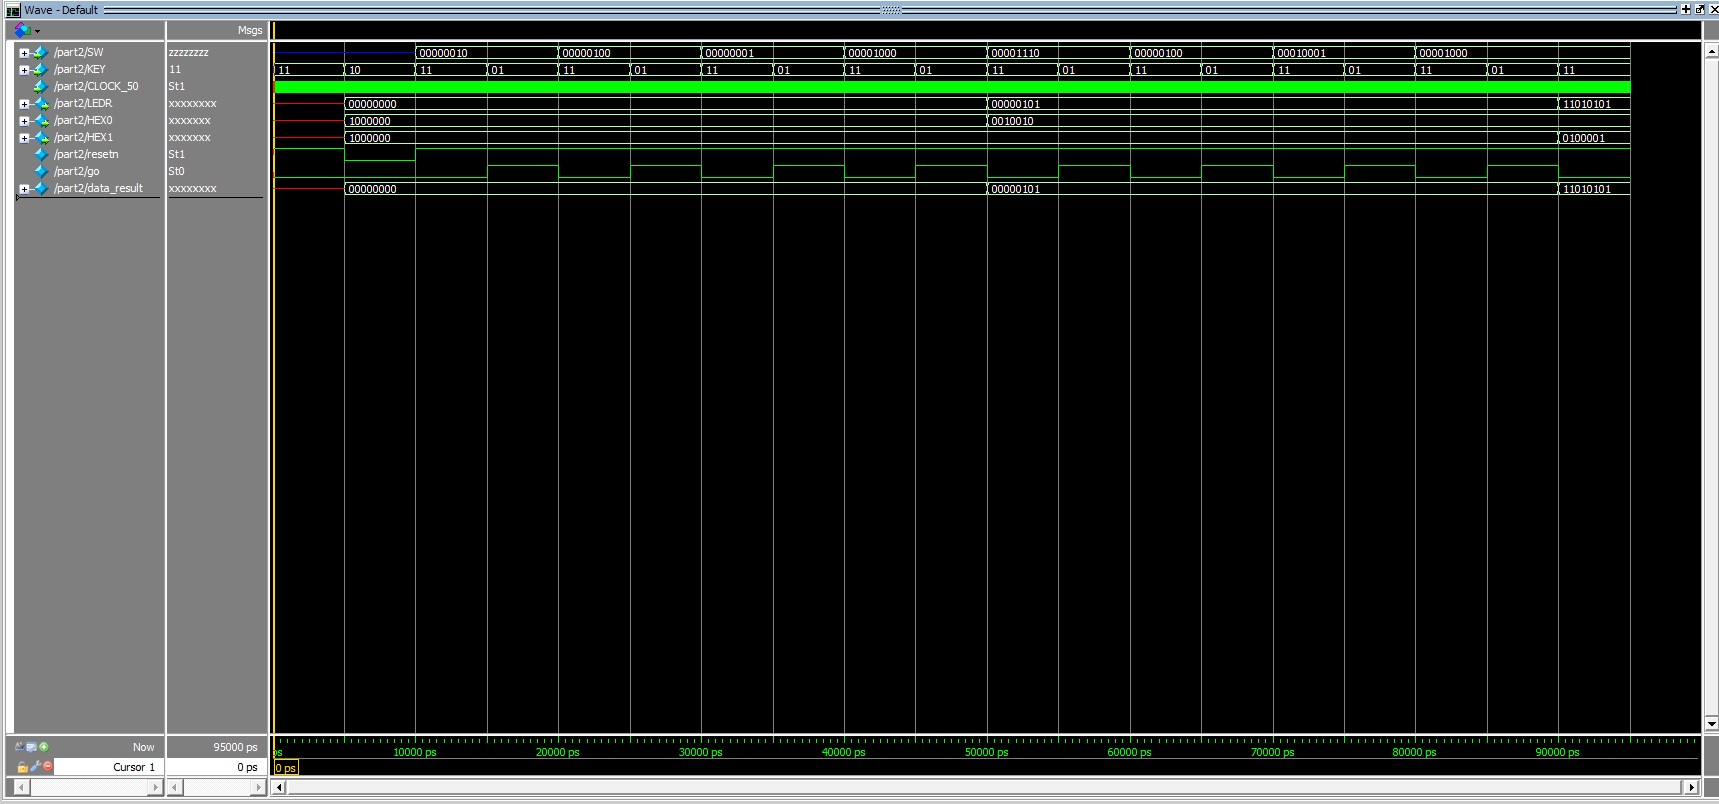 Wave - Default
Msgs
/part2/SW zzzzzzzz 00000010 00000100 00000001 00001000 00001110 00000100 00010001 00001000
/part2/KEY 11 11 10 11 01 11 01 11 01 11 01 11 01 11 01 11 01 11 01 11
/part2/CLOCK_50 St1
/part2/LEDR xxxxxxxx 00000000 00000101 11010101
/part2/HEX0 xxxxxxx 1000000 0010010
/part2/HEX1 xxxxxxx 1000000 0100001
/part2/resetn St1
/part2/go St0
/part2/data_result xxxxxxxx 00000000 00000101 11010101
Now 95000 ps ps 10000 ps 20000 ps 30000 ps 40000 ps 50000 ps 60000 ps 70000 ps 80000 ps 90000 ps
Cursor 1 0 ps 0 ps